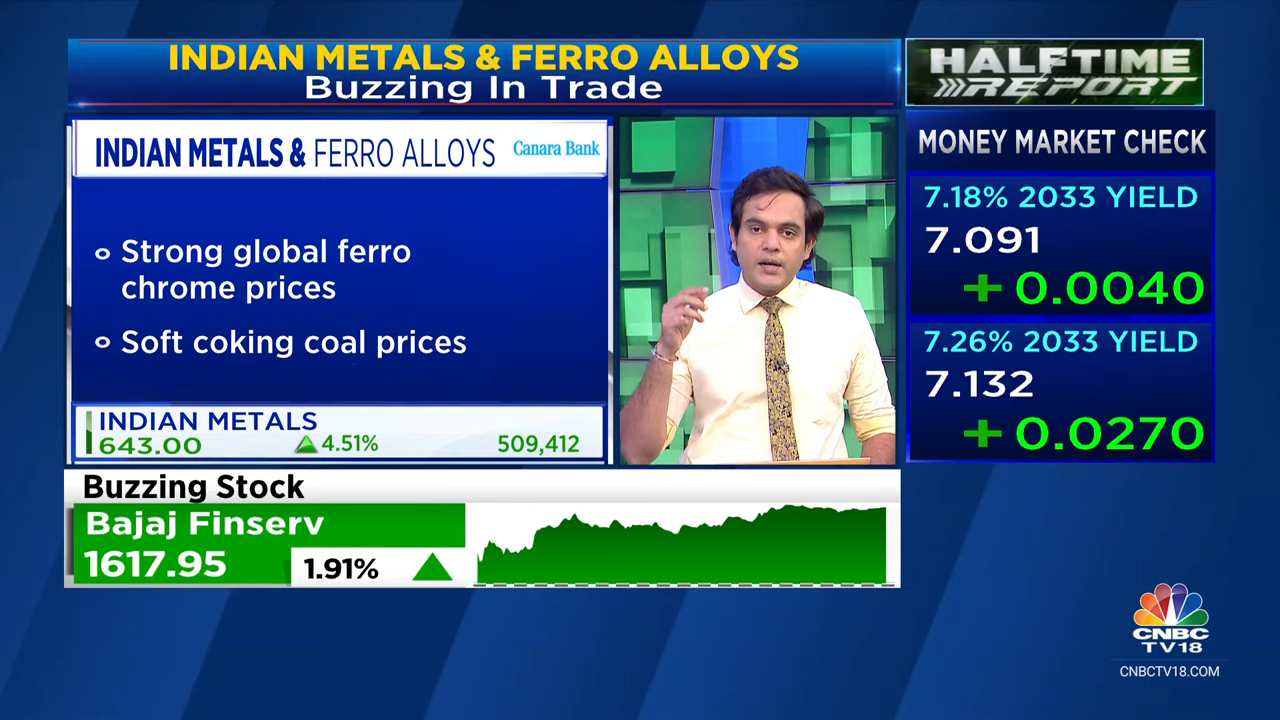 INDIAN METALS & FERRO ALLOYS
Buzzing In Trade
HALFTIME
REPORT
INDIAN METALS & FERRO ALLOYS
Canara Bank
Strong global ferro
chrome prices
Soft coking coal prices
INDIAN METALS
643.00 4.51% 509,412
MONEY MARKET CHECK
7.18% 2033 YIELD
7.091
+ 0.0040
7.26% 2033 YIELD
7.132
+ 0.0270
Buzzing Stock
Bajaj Finserv
1617.95 1.91%
CNBC
TV18
CNBCTV18.COM